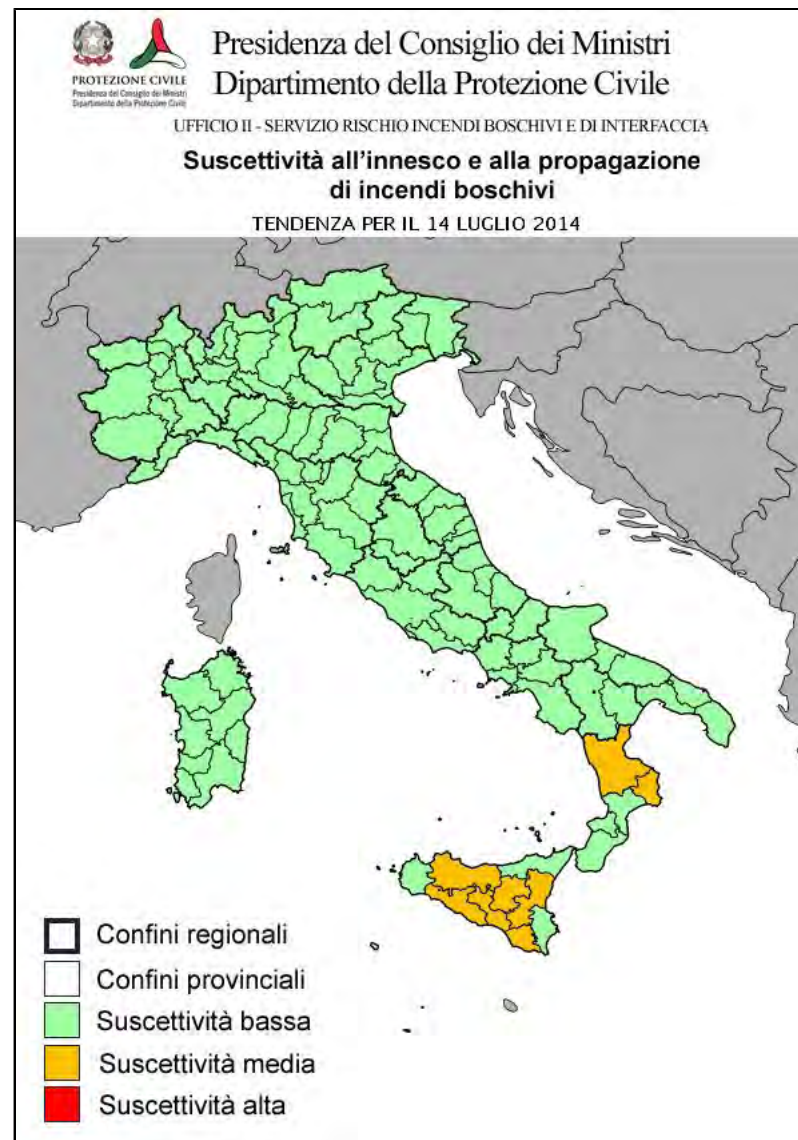 PROTEZIONE CIVILE
Presidenza del Consiglio dei Ministri
Dipartimento della Protezione Civile
Presidenza del Consiglio dei Ministri
Dipartimento della Protezione Civile
UFFICIO II - SERVIZIO RISCHIO INCENDI BOSCHIVI E DI INTERFACCIA
Suscettività all'innesco e alla propagazione
di incendi boschivi
TENDENZA PER IL 14 LUGLIO 2014
Confini regionali
Confini provinciali
Suscettività bassa
Suscettività media
Suscettività alta